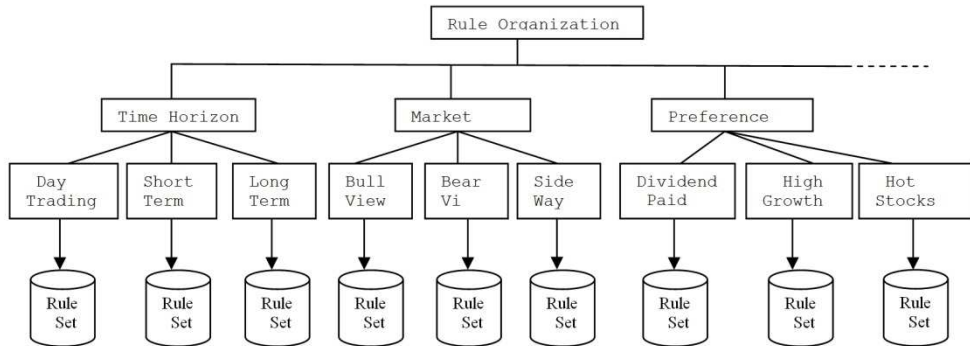 Rule Organization
Time Horizon
Market
Preference
Day
Trading
Short
Term
Long
Term
Bull
View
Bear
Vi
Side
Way
Dividend
Paid
High
Growth
Hot
Stocks
Rule
Set
Rule
Set
Rule
Set
Rule
Set
Rule
Set
Rule
Set
Rule
Set
Rule
Set
Rule
Set